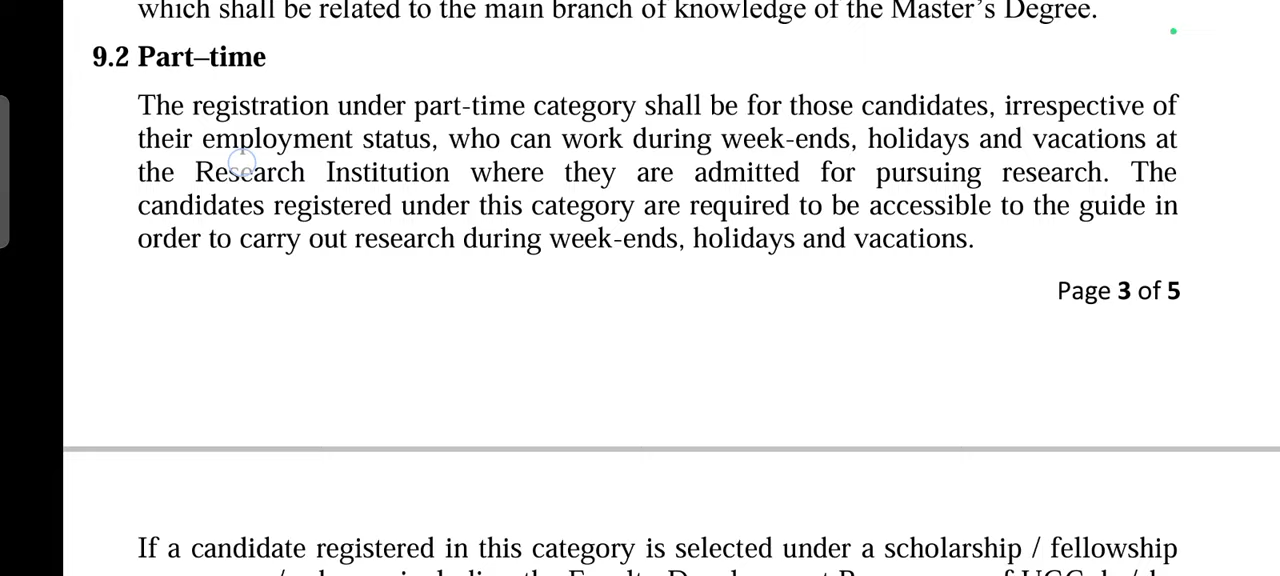 which shall be related to the main branch of knowledge of the Master's Degree.
9.2 Part–time
The registration under part-time category shall be for those candidates, irrespective of
their employment status, who can work during week-ends, holidays and vacations at
the Research Institution where they are admitted for pursuing research. The
candidates registered under this category are required to be accessible to the guide in
order to carry out research during week-ends, holidays and vacations.
Page 3 of 5
If a candidate registered in this category is selected under a scholarship / fellowship